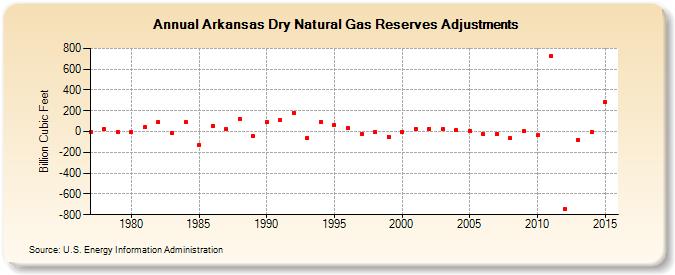 Annual Arkansas Dry Natural Gas Reserves Adjustments
Billion Cubic Feet
800
600
400
200
0
-200
-400
-600
-800
1980 1985 1990 1995 2000 2005 2010 2015
Source: U.S. Energy Information Administration